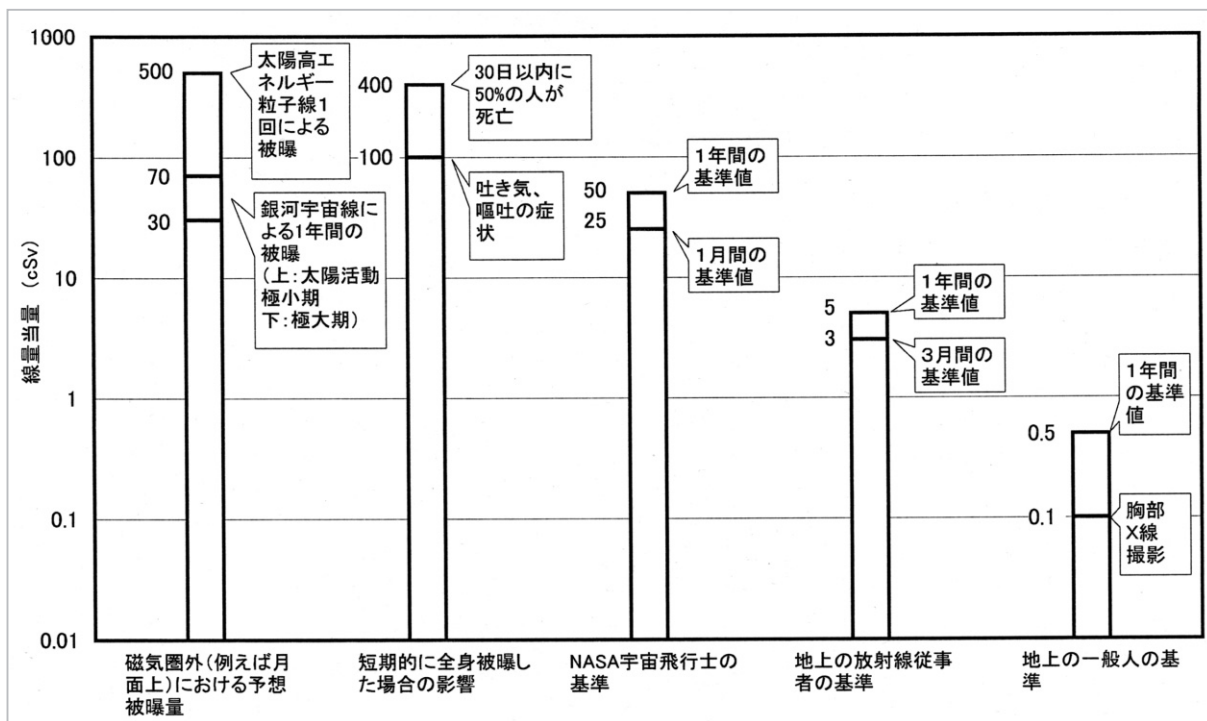 線量当量 (cSv)
1000
100
10
1
0.1
0.01
500
70
30
太陽高エ
ネルギー
粒子線1
回による
被曝
銀河宇宙線に
よる1年間の
被曝
(上:太陽活動
極小期
下:極大期)
400
100
30日以内に
50%の人が
死亡
吐き気、
嘔吐の症
状
50
25
1年間の
基準値
1月間の
基準値
5
3
1年間の
基準値
3月間の
基準値
0.5
0.1
1年間
の基準
値
胸部
X線
撮影
磁気圏外(例えば月
面上)における予想
被曝量
短期的に全身被曝し
た場合の影響
NASA宇宙飛行士の
基準
地上の放射線従事
者の基準
地上の一般人の基
準